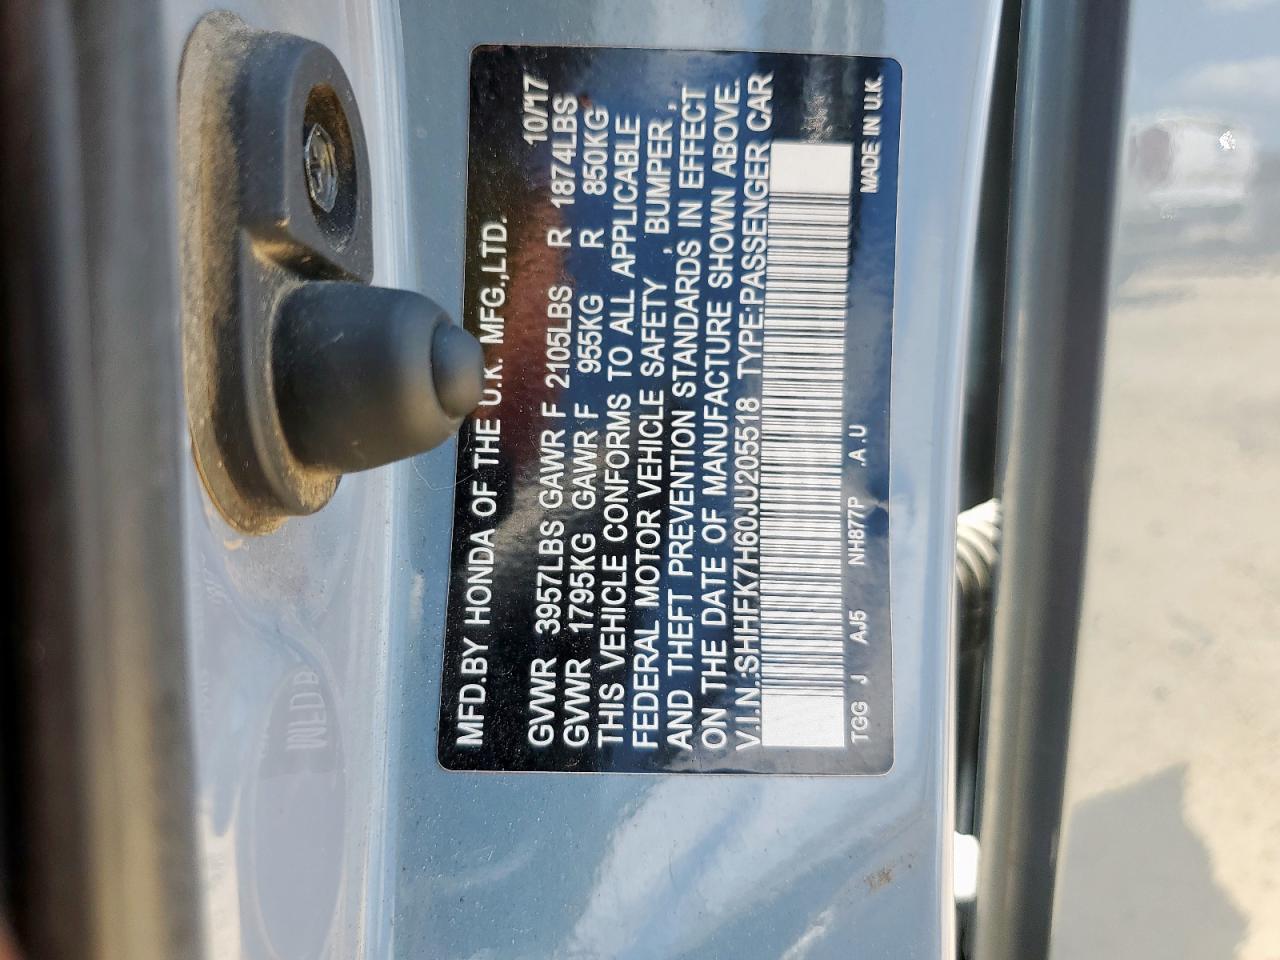 MFD.BY HONDA OF THE U.K. MFG.,LTD. 10/17
GVWR 3957LBS GAWR F 2105LBS R 1874LBS
GVWR 1795KG GAWR F 955KG R 850KG
THIS VEHICLE CONFORMS TO ALL APPLICABLE
FEDERAL MOTOR VEHICLE SAFETY , BUMPER ,
AND THEFT PREVENTION STANDARDS IN EFFECT
ON THE DATE OF MANUFACTURE SHOWN ABOVE.
V.I.N.:SHHFK7H60JU205518 TYPE:PASSENGER CAR
TGG J AJ5 NH877P .A.U MADE IN U.K.